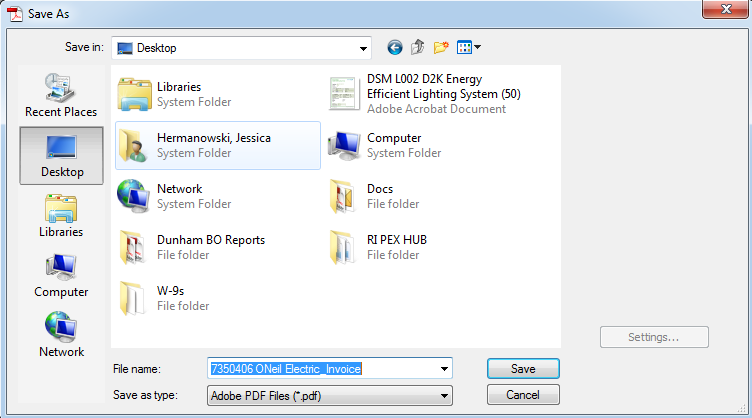 Save As
Save in:
Desktop
Recent Places
Desktop
Libraries
Computer
Network
Libraries
System Folder
DSM L002 D2K Energy
Efficient Lighting System (50)
Adobe Acrobat Document
Hermanowski, Jessica
System Folder
Computer
System Folder
Network
System Folder
Docs
File folder
Dunham BO Reports
File folder
RI PEX HUB
File folder
W-9s
File folder
Settings...
File name:
7350406 ONeil Electric_Invoice
Save
Save as type:
Adobe PDF Files (*.pdf)
Cancel